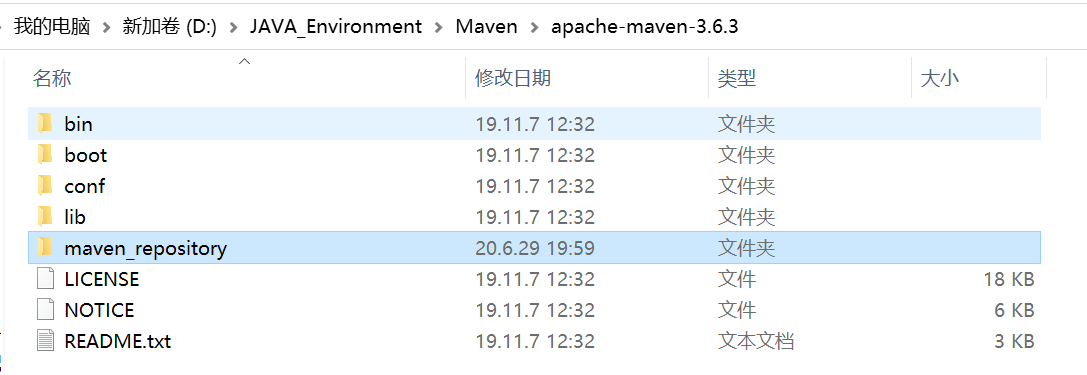 我的电脑 新加卷 (D:) JAVA_Environment Maven apache-maven-3.6.3
名称 修改日期 类型 大小
bin 19.11.7 12:32 文件夹
boot 19.11.7 12:32 文件夹
conf 19.11.7 12:32 文件夹
lib 19.11.7 12:32 文件夹
maven_repository 20.6.29 19:59 文件夹
LICENSE 19.11.7 12:32 文件 18 KB
NOTICE 19.11.7 12:32 文件 6 KB
README.txt 19.11.7 12:32 文本文档 3 KB